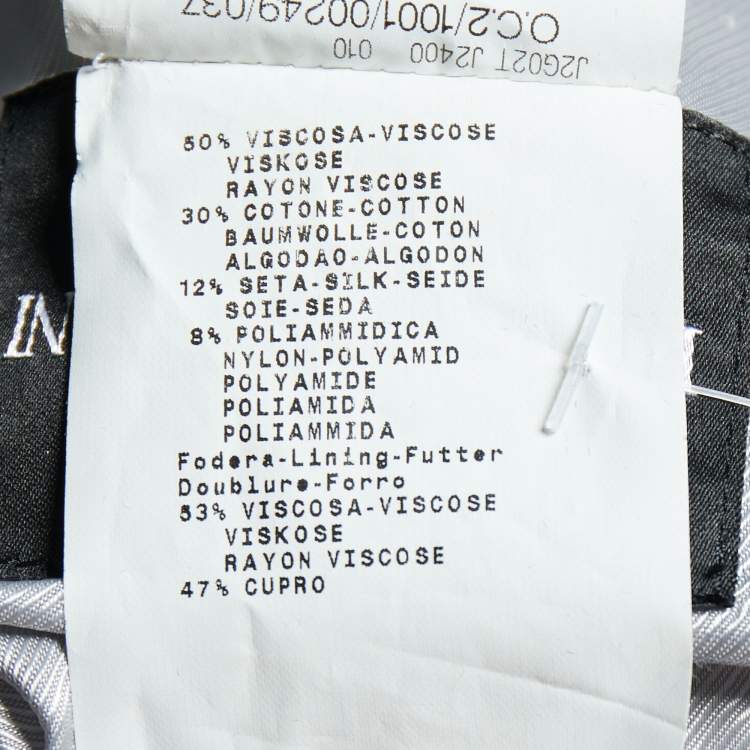 O.C.2/1001/00249/037
J2G02T J2400 010
50% VISCOSA-VISCOSE
VISKOSE
RAYON VISCOSE
30% COTONE-COTTON
BAUMWOLLE-COTON
ALGODAO-ALGODON
12% SETA-SILK-SEIDE
SOIE-SEDA
8% POLIAMMIDICA
NYLON-POLYAMID
POLYAMIDE
POLIAMIDA
POLIAMMIDA
Fodera-Lining-Futter
Doublure-Forro
53% VISCOSA-VISCOSE
VISKOSE
RAYON VISCOSE
47% CUPRO